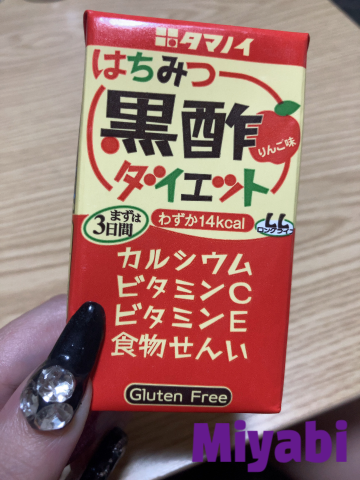 タマノイ
はちみつ
黒酢
りんご味
ダイエット
まずは
3日間
わずか14kcal
LL
ロングライフ
カルシウム
ビタミンC
ビタミンE
食物せんい
Gluten Free
Miyabi